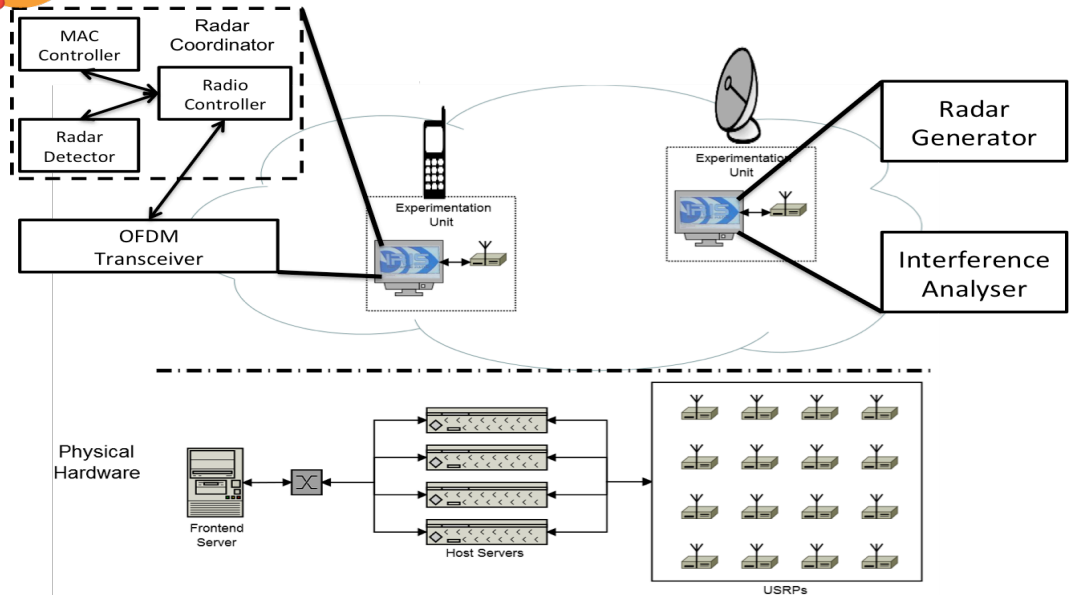 MAC
Controller
Radar
Coordinator
Radio
Controller
Radar
Detector
OFDM
Transceiver
Experimentation
Unit
Experimentation
Unit
Radar
Generator
Interference
Analyser
Physical
Hardware
Frontend
Server
Host Servers
USRPs